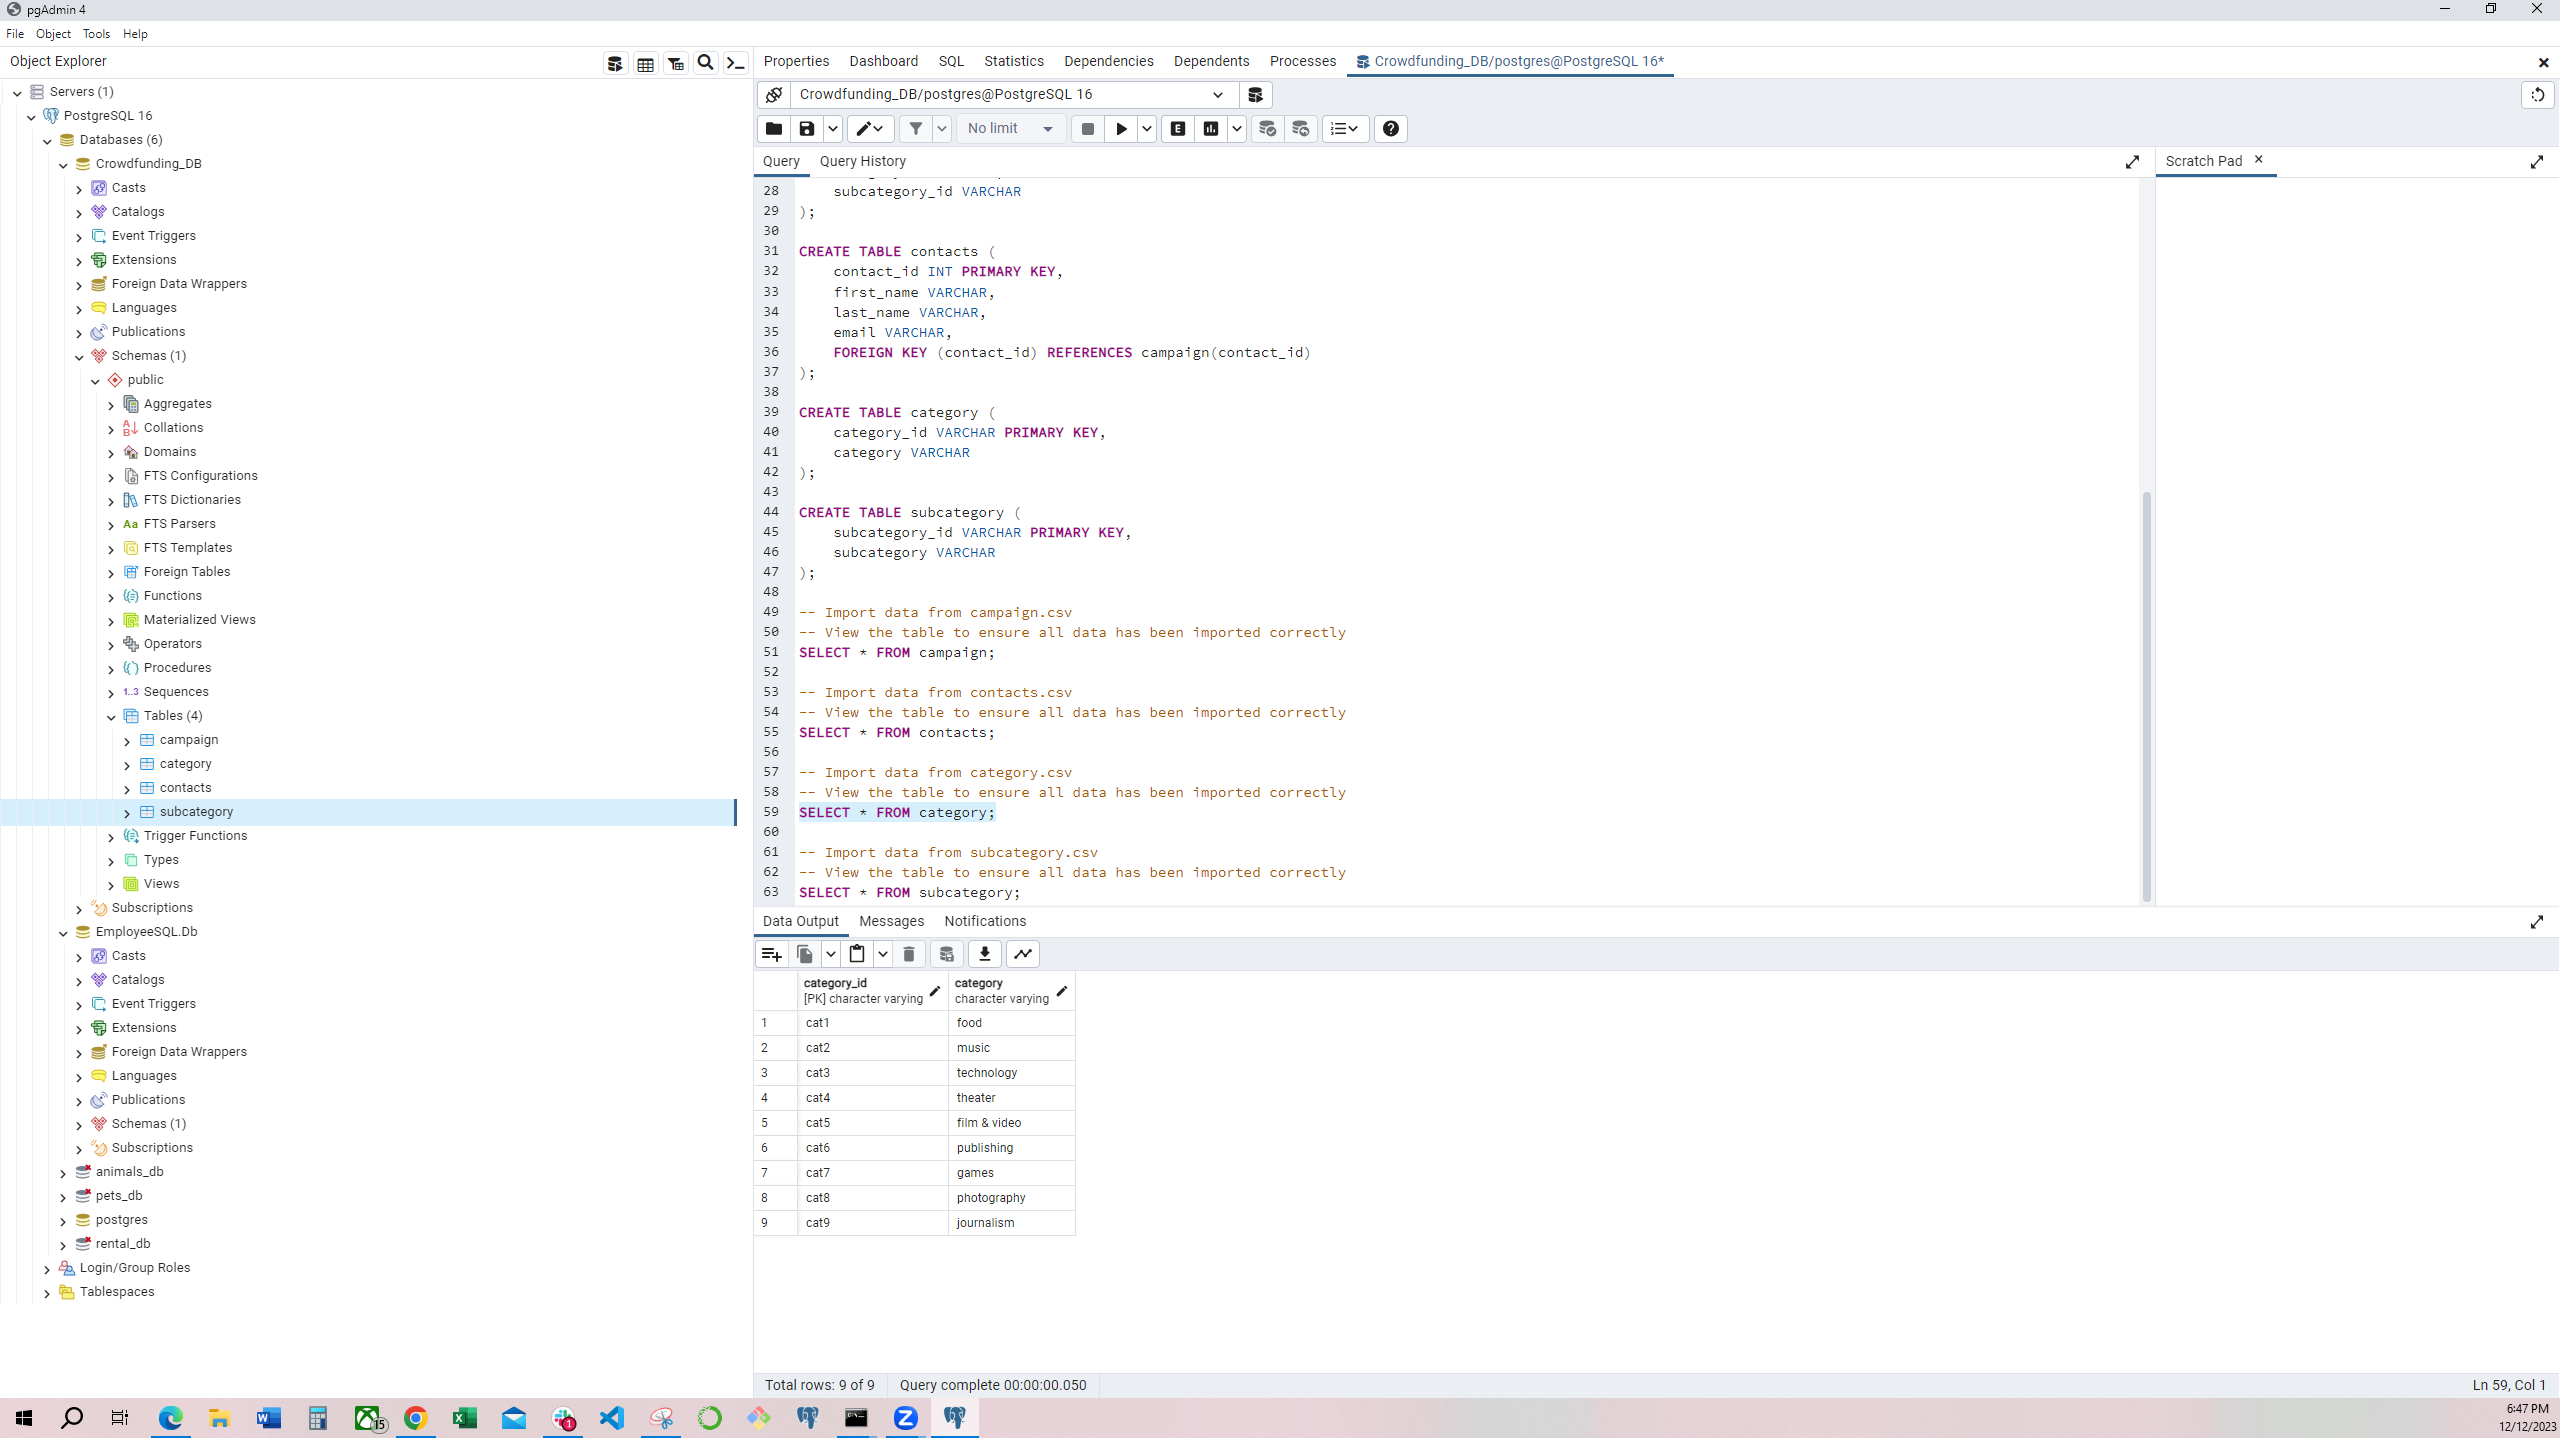 pgAdmin 4
File Object Tools Help
Object Explorer
Servers (1)
PostgreSQL 16
Databases (6)
Crowdfunding_DB
Casts
Catalogs
Event Triggers
Extensions
Foreign Data Wrappers
Languages
Publications
Schemas (1)
public
Aggregates
Collations
Domains
FTS Configurations
FTS Dictionaries
Aa FTS Parsers
FTS Templates
Foreign Tables
Functions
Materialized Views
Operators
Procedures
1..3 Sequences
Tables (4)
campaign
category
contacts
subcategory
Trigger Functions
Types
Views
Subscriptions
EmployeeSQL.Db
Casts
Catalogs
Event Triggers
Extensions
Foreign Data Wrappers
Languages
Publications
Schemas (1)
Subscriptions
animals_db
pets_db
postgres
rental_db
Login/Group Roles
Tablespaces
Properties Dashboard SQL Statistics Dependencies Dependents Processes Crowdfunding_DB/postgres@PostgreSQL 16*
Crowdfunding_DB/postgres@PostgreSQL 16
No limit
E
Query Query History
Scratch Pad
28 subcategory_id VARCHAR
29 );
30
31 CREATE TABLE contacts (
32 contact_id INT PRIMARY KEY,
33 first_name VARCHAR,
34 last_name VARCHAR,
35 email VARCHAR,
36 FOREIGN KEY (contact_id) REFERENCES campaign(contact_id)
37 );
38
39 CREATE TABLE category (
40 category_id VARCHAR PRIMARY KEY,
41 category VARCHAR
42 );
43
44 CREATE TABLE subcategory (
45 subcategory_id VARCHAR PRIMARY KEY,
46 subcategory VARCHAR
47 );
48
49 -- Import data from campaign.csv
50 -- View the table to ensure all data has been imported correctly
51 SELECT * FROM campaign;
52
53 -- Import data from contacts.csv
54 -- View the table to ensure all data has been imported correctly
55 SELECT * FROM contacts;
56
57 -- Import data from category.csv
58 -- View the table to ensure all data has been imported correctly
59 SELECT * FROM category;
60
61 -- Import data from subcategory.csv
62 -- View the table to ensure all data has been imported correctly
63 SELECT * FROM subcategory;
Data Output Messages Notifications
category_id category
[PK] character varying character varying
1 cat1 food
2 cat2 music
3 cat3 technology
4 cat4 theater
5 cat5 film & video
6 cat6 publishing
7 cat7 games
8 cat8 photography
9 cat9 journalism
Total rows: 9 of 9 Query complete 00:00:00.050 Ln 59, Col 1
15
1
6:47 PM
12/12/2023